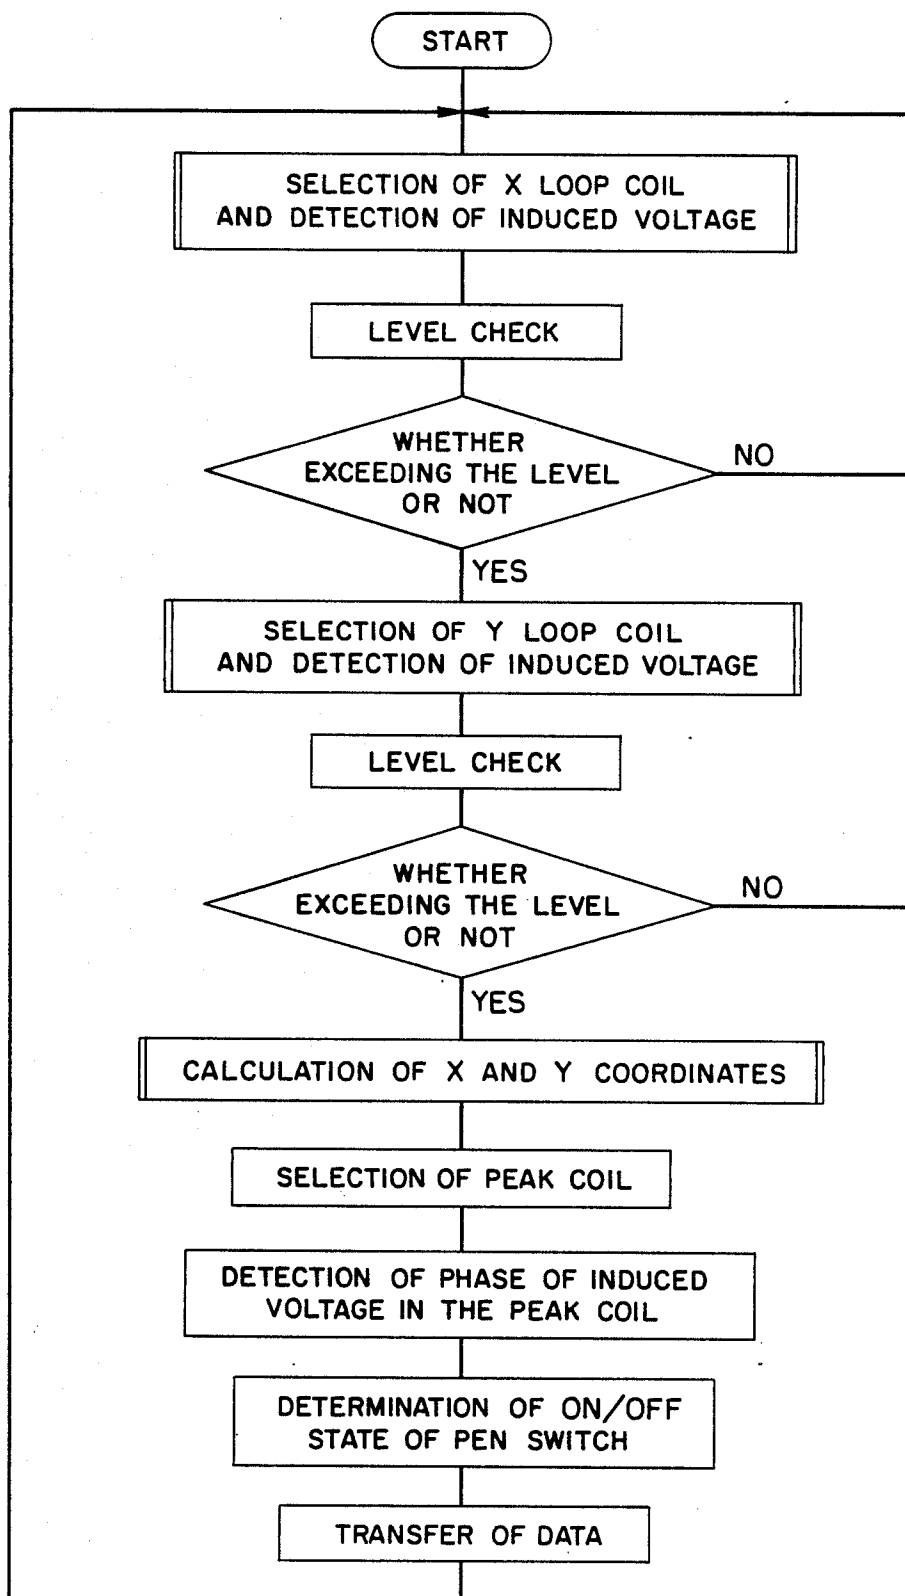 START
SELECTION OF X LOOP COIL
AND DETECTION OF INDUCED VOLTAGE
LEVEL CHECK
WHETHER
EXCEEDING THE LEVEL
OR NOT
NO
YES
SELECTION OF Y LOOP COIL
AND DETECTION OF INDUCED VOLTAGE
LEVEL CHECK
WHETHER
EXCEEDING THE LEVEL
OR NOT
NO
YES
CALCULATION OF X AND Y COORDINATES
SELECTION OF PEAK COIL
DETECTION OF PHASE OF INDUCED
VOLTAGE IN THE PEAK COIL
DETERMINATION OF ON/OFF
STATE OF PEN SWITCH
TRANSFER OF DATA